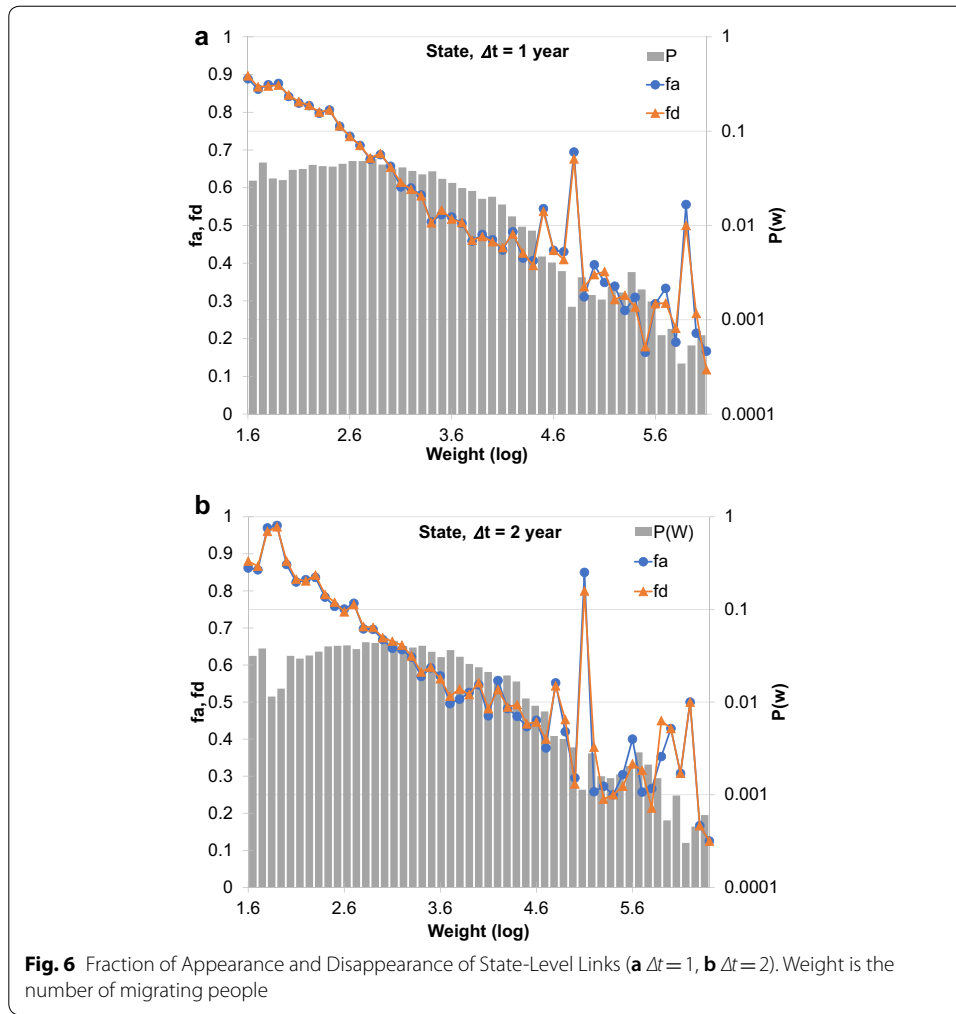 a
State, Δt = 1 year
P
fa
fd
1
0.9
0.8
0.7
0.6
0.5
0.4
0.3
0.2
0.1
0
fa, fd
1
0.1
0.01
0.001
0.0001
P(w)
1.6 2.6 3.6 4.6 5.6
Weight (log)
b
State, Δt = 2 year
P(W)
fa
fd
1
0.9
0.8
0.7
0.6
0.5
0.4
0.3
0.2
0.1
0
fa, fd
1
0.1
0.01
0.001
0.0001
P(w)
1.6 2.6 3.6 4.6 5.6
Weight (log)
Fig. 6 Fraction of Appearance and Disappearance of State-Level Links (a Δt = 1, b Δt = 2). Weight is the
number of migrating people